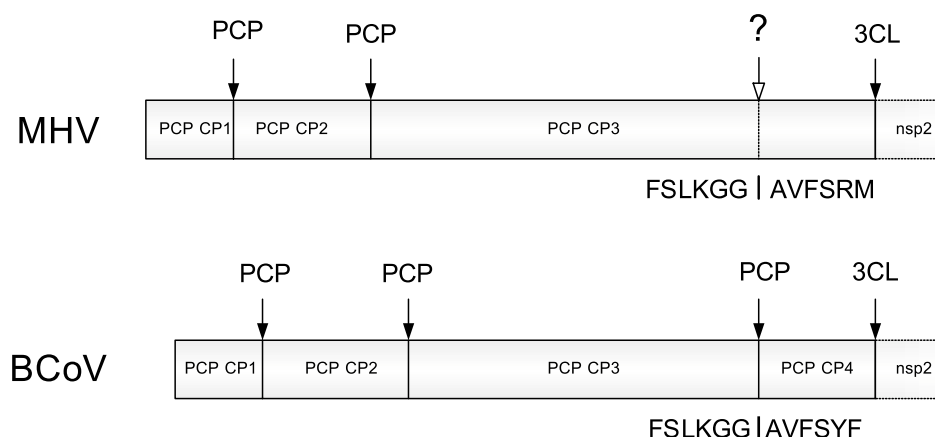 PCP PCP ? 3CL
MHV PCP CP1 PCP CP2 PCP CP3 nsp2
FSLKGG | AVFSRM
PCP PCP PCP 3CL
BCoV PCP CP1 PCP CP2 PCP CP3 PCP CP4 nsp2
FSLKGG | AVFSYF